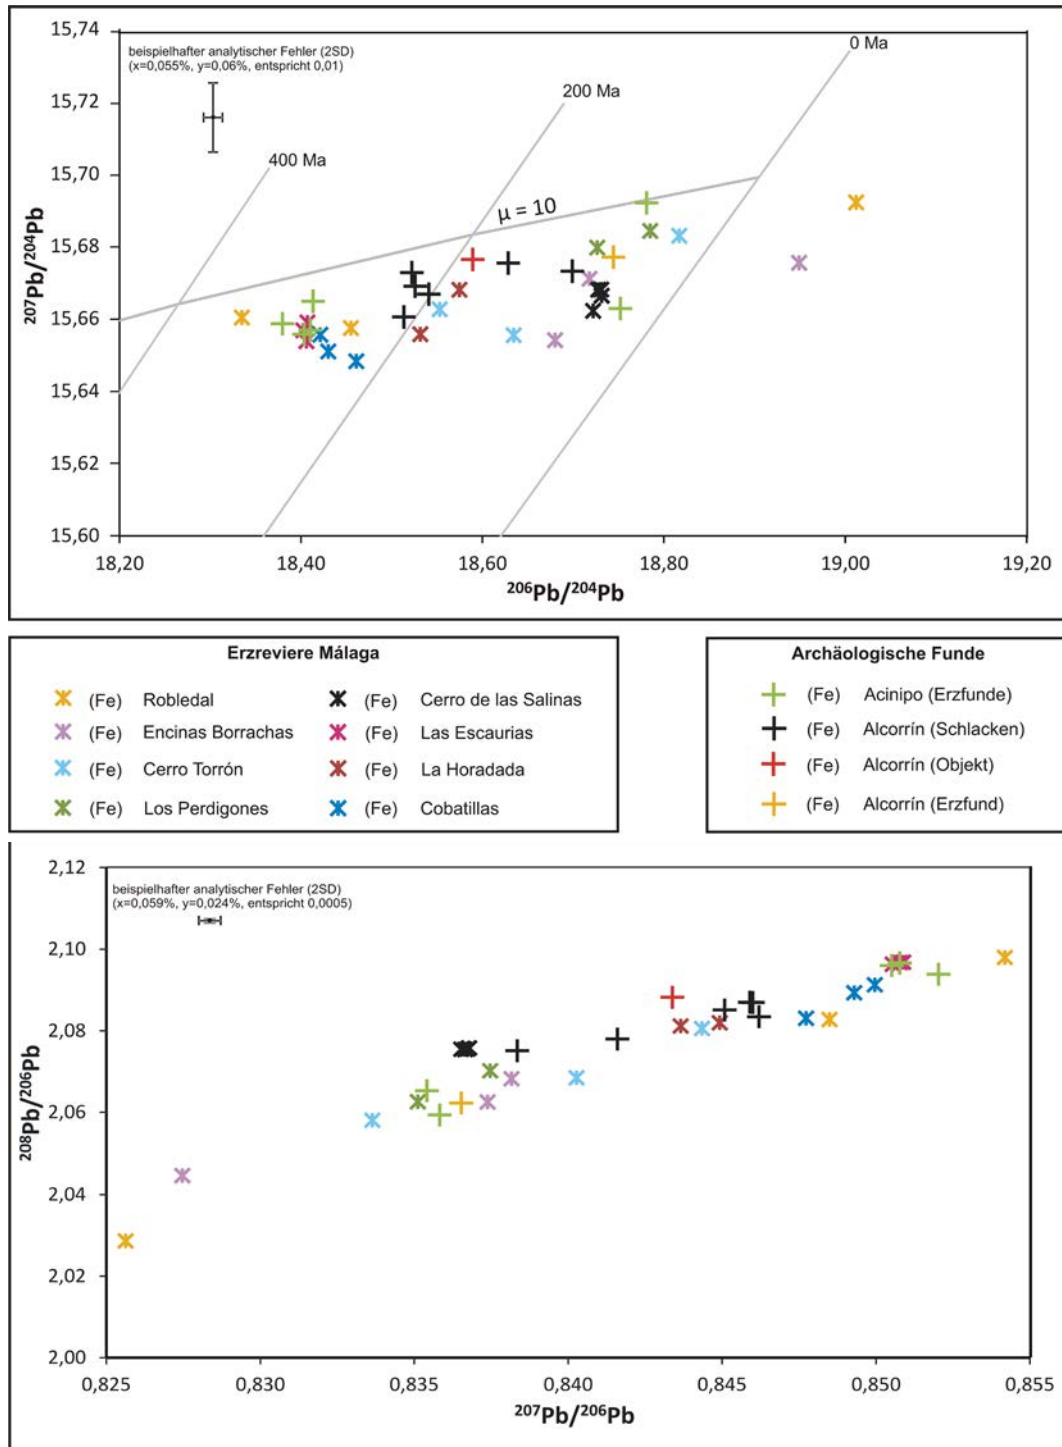 15,74
beispielhafter analytischer Fehler (2SD)
(x=0,055%, y=0,06%, entspricht 0,01)
0 Ma
15,72
200 Ma
15,70
400 Ma
μ = 10
15,68
15,66
15,64
15,62
15,60
²⁰⁷Pb/²⁰⁴Pb
18,20 18,40 18,60 18,80 19,00 19,20
²⁰⁶Pb/²⁰⁴Pb
Erzreviere Málaga
(Fe) Robledal
(Fe) Encinas Borrachas
(Fe) Cerro Torrón
(Fe) Los Perdigones
(Fe) Cerro de las Salinas
(Fe) Las Escaurias
(Fe) La Horadada
(Fe) Cobatillas
Archäologische Funde
(Fe) Acinipo (Erzfunde)
(Fe) Alcorrín (Schlacken)
(Fe) Alcorrín (Objekt)
(Fe) Alcorrín (Erzfund)
2,12
beispielhafter analytischer Fehler (2SD)
(x=0,059%, y=0,024%, entspricht 0,0005)
2,10
2,08
2,06
2,04
2,02
2,00
²⁰⁸Pb/²⁰⁶Pb
0,825 0,830 0,835 0,840 0,845 0,850 0,855
²⁰⁷Pb/²⁰⁶Pb